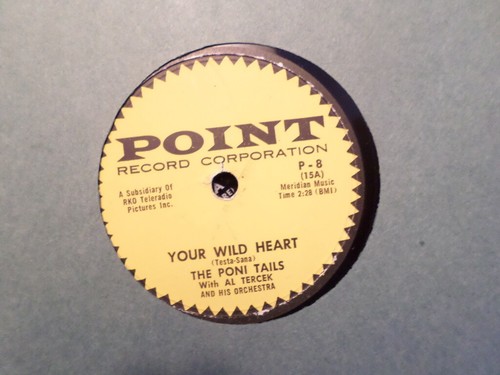 POINT
RECORD CORPORATION
A Subsidiary Of
RKO Teleradio
Pictures Inc.
P-8
(15A)
Meridian Music
Time 2:28 (BMI)
YOUR WILD HEART
(Testa-Sana)
THE PONI TAILS
With AL TERCEK
AND HIS ORCHESTRA